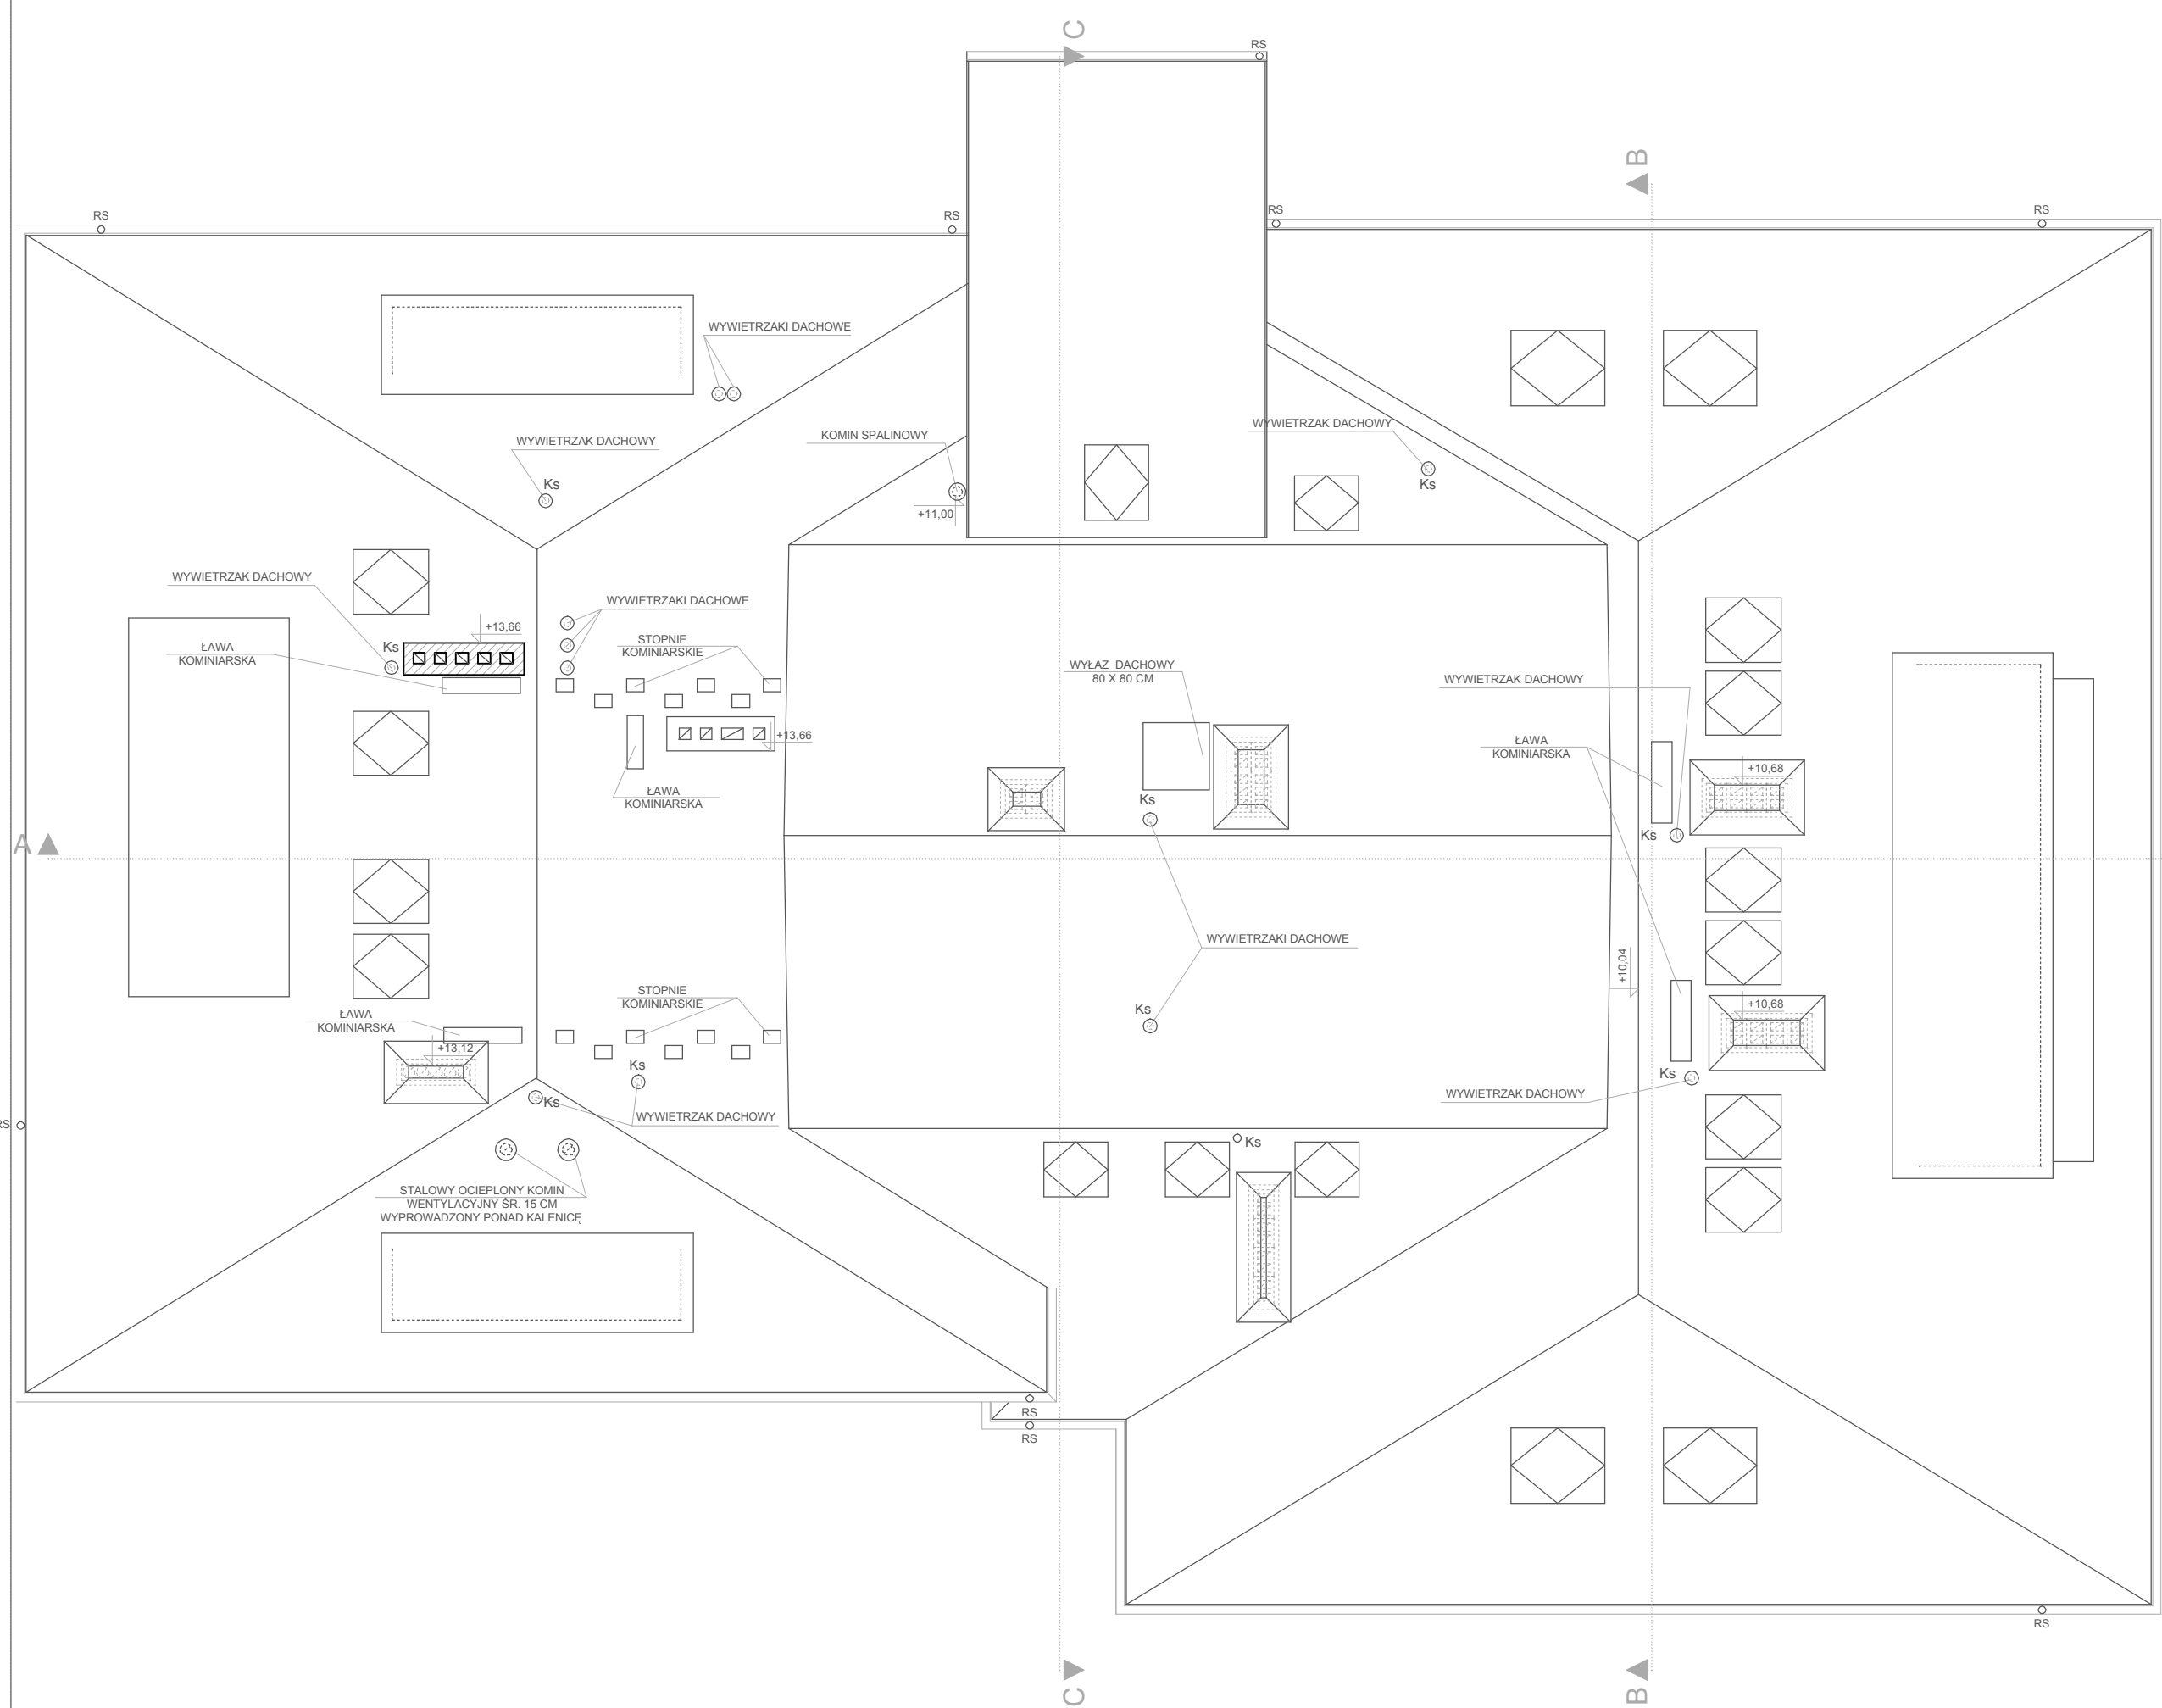 C
RS
B
RS
RS
RS
RS
WYWIETRZAKI DACHOWE
WYWIETRZAK DACHOWY
Ks
KOMIN SPALINOWY
+11,00
WYWIETRZAK DACHOWY
Ks
WYWIETRZAK DACHOWY
Ks
+13,66
ŁAWA
KOMINIARSKA
WYWIETRZAKI DACHOWE
STOPNIE
KOMINIARSKIE
+13,66
ŁAWA
KOMINIARSKA
WYŁAZ DACHOWY
80 X 80 CM
Ks
WYWIETRZAK DACHOWY
ŁAWA
KOMINIARSKA
+10,68
Ks
A
WYWIETRZAKI DACHOWE
Ks
+10,04
STOPNIE
KOMINIARSKIE
ŁAWA
KOMINIARSKA
+13,12
Ks
Ks
WYWIETRZAK DACHOWY
+10,68
Ks
WYWIETRZAK DACHOWY
RS
Ks
STALOWY OCIEPLONY KOMIN
WENTYLACYJNY ŚR. 15 CM
WYPROWADZONY PONAD KALENICĘ
RS
RS
RS
C
B